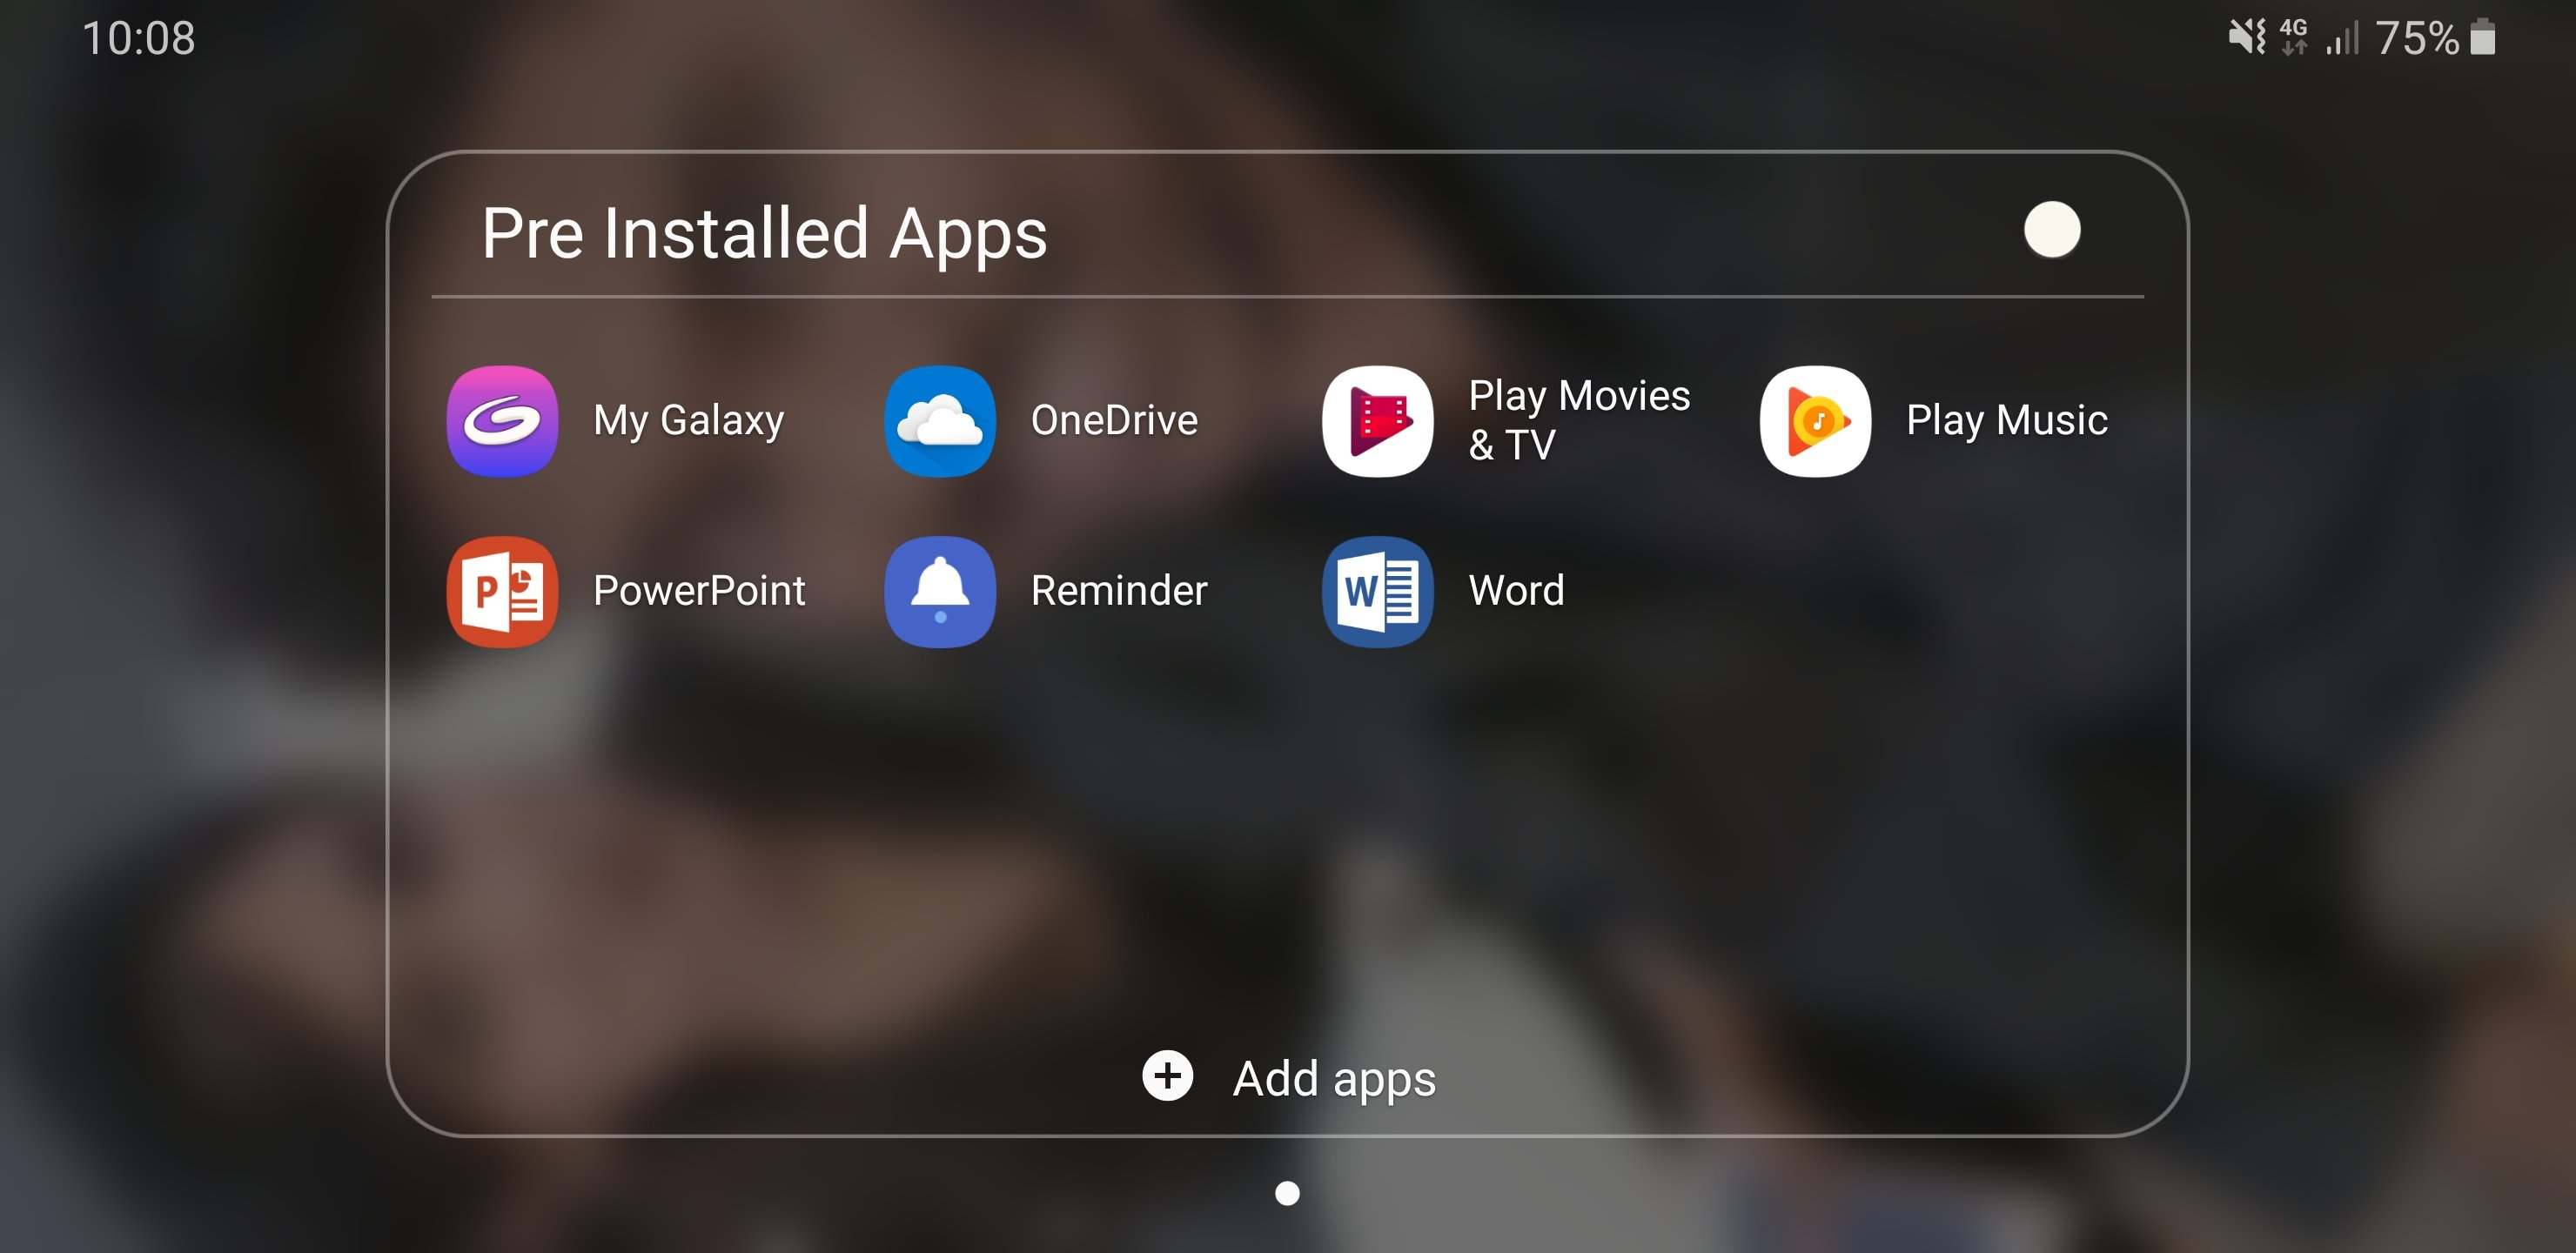 10:08
4G 75%
Pre Installed Apps
My Galaxy
OneDrive
Play Movies
& TV
Play Music
P PowerPoint
Reminder
W Word
Add apps